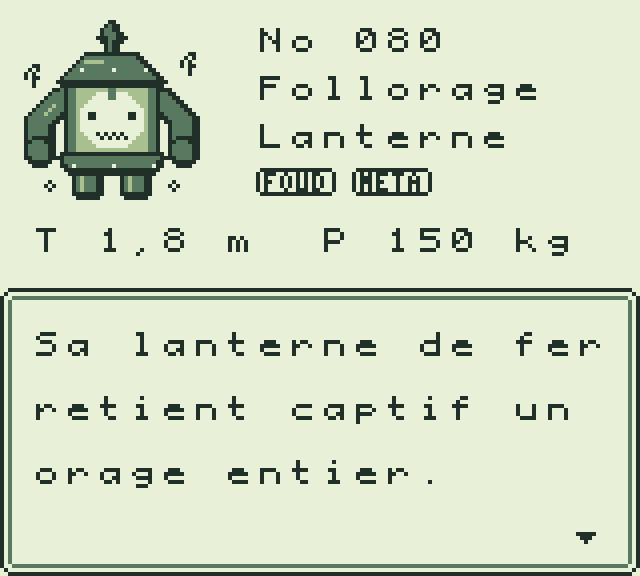 No 080
Follorage
Lanterne
FOUD META
T 1,8 m P 150 kg
Sa lanterne de fer
retient captif un
orage entier.